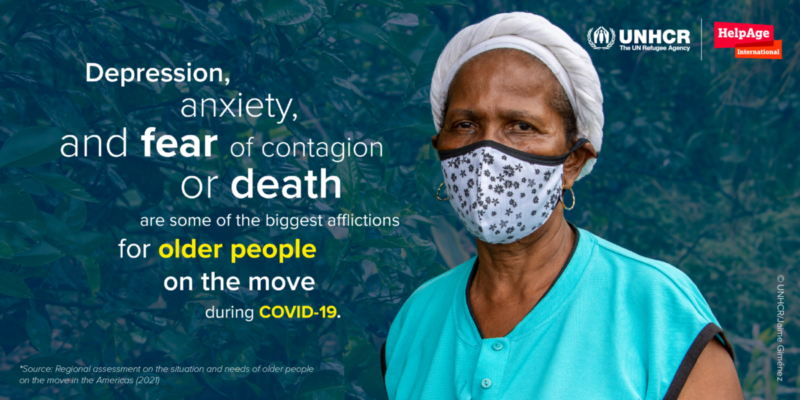 Depression,
anxiety,
and fear of contagion
or death
are some of the biggest afflictions
for older people
on the move
during COVID-19.
*Source: Regional assessment on the situation and needs of older people
on the move in the Americas (2021)
UNHCR
The UN Refugee Agency
HelpAge
International
© UNHCR/Jaime Giménez